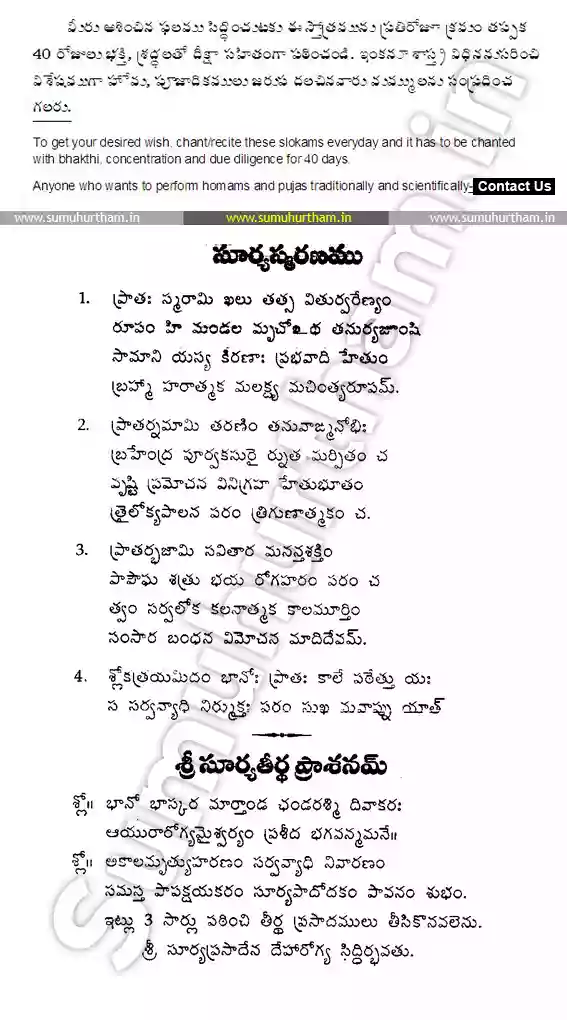 మీరు ఆశించిన ఫలము సిద్ధించుటకు ఈ స్తోత్రమును ప్రతిరోజూ క్రమం తప్పక
40 రోజులు భక్తి, శ్రద్ధలతో దీక్షా సహితంగా పఠించండి. ఇంకనూ శాస్త్ర విధిననుసరించి
విశేషముగా హోమ, పూజాదికములు జరుప దలచినవారు మమ్ములను సంప్రదించ
గలరు.
To get your desired wish, chant/recite these slokams everyday and it has to be chanted
with bhakthi, concentration and due diligence for 40 days.
Anyone who wants to perform homams and pujas traditionally and scientifically- Contact Us
www.sumuhurtham.in www.sumuhurtham.in www.sumuhurtham.in
సూర్యస్మరణము
1. ప్రాతః స్మరామి ఖలు తత్స వితుర్వరేణ్యం
రూపం హి మండల మృచోఽథ తనుర్యజూంషి
సామాని యస్య కిరణాః ప్రభవాది హేతుం
బ్రహ్మా హరాత్మక మలక్ష్య మచింత్యరూపమ్.
2. ప్రాతర్నమామి తరణిం తనువాఙ్మనోభిః
బ్రహేంద్ర పూర్వకసురై ర్నుత మర్పితం చ
వృష్టి ప్రమోచన వినిగ్రహ హేతుభూతం
త్రైలోక్యపాలన పరం త్రిగుణాత్మకం చ.
3. ప్రాతర్భజామి సవితార మనన్తశక్తిం
పాపౌఘ శత్రు భయ రోగహరం పరం చ
త్వం సర్వలోక కలనాత్మక కాలమూర్తిం
సంసార బంధన విమోచన మాదిదేవమ్.
4. శ్లోకత్రయమిదం భానోః ప్రాతః కాలే పఠేత్తు యః
స సర్వవ్యాధి నిర్ముక్తః పరం సుఖ మవాప్ను యాత్
శ్రీ సూర్యతీర్థ ప్రాశనమ్
శ్లో॥ భానో భాస్కర మార్తాండ ఛండరశ్మి దివాకరః
ఆయురారోగ్యమైశ్వర్యం ప్రశీద భగవన్మమనే॥
శ్లో॥ అకాలమృత్యుహరణం సర్వవ్యాధి నివారణం
సమస్త పాపక్షయకరం సూర్యపాదోదకం పావనం శుభం.
ఇట్లు 3 సార్లు పఠించి తీర్థ ప్రసాదములు తీసికొనవలెను.
శ్రీ సూర్యప్రసాదేన దేహారోగ్య సిద్ధిర్భవతు.
Sumuhurtham.in